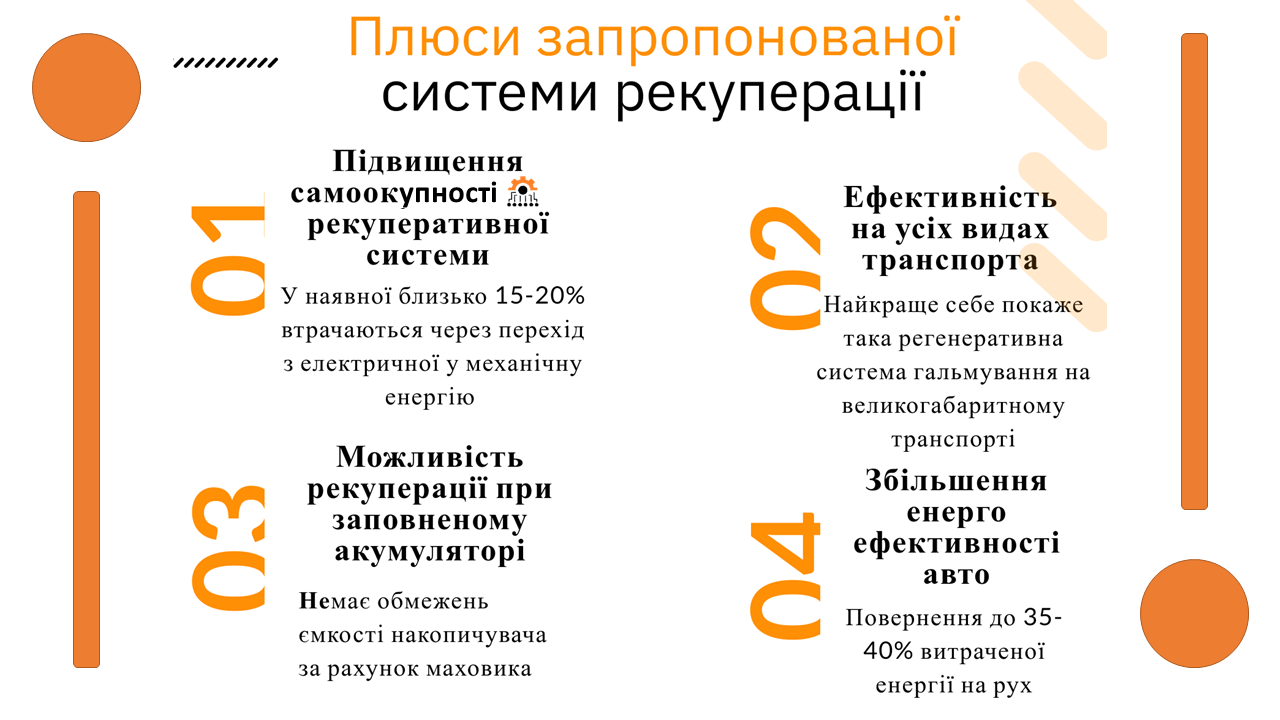 Плюси запропонованої
системи рекуперації
01
Підвищення
самоокупності
рекуперативної
системи
У наявної близько 15-20%
втрачаються через перехід
з електричної у механічну
енергію
02
Ефективність
на усіх видах
транспорта
Найкраще себе покаже
така регенеративна
система гальмування на
великогабаритному
транспорті
03
Можливість
рекуперації при
заповненому
акумуляторі
Немає обмежень
ємкості накопичувача
за рахунок маховика
04
Збільшення
енерго
ефективності
авто
Повернення до 35-
40% витраченої
енергії на рух